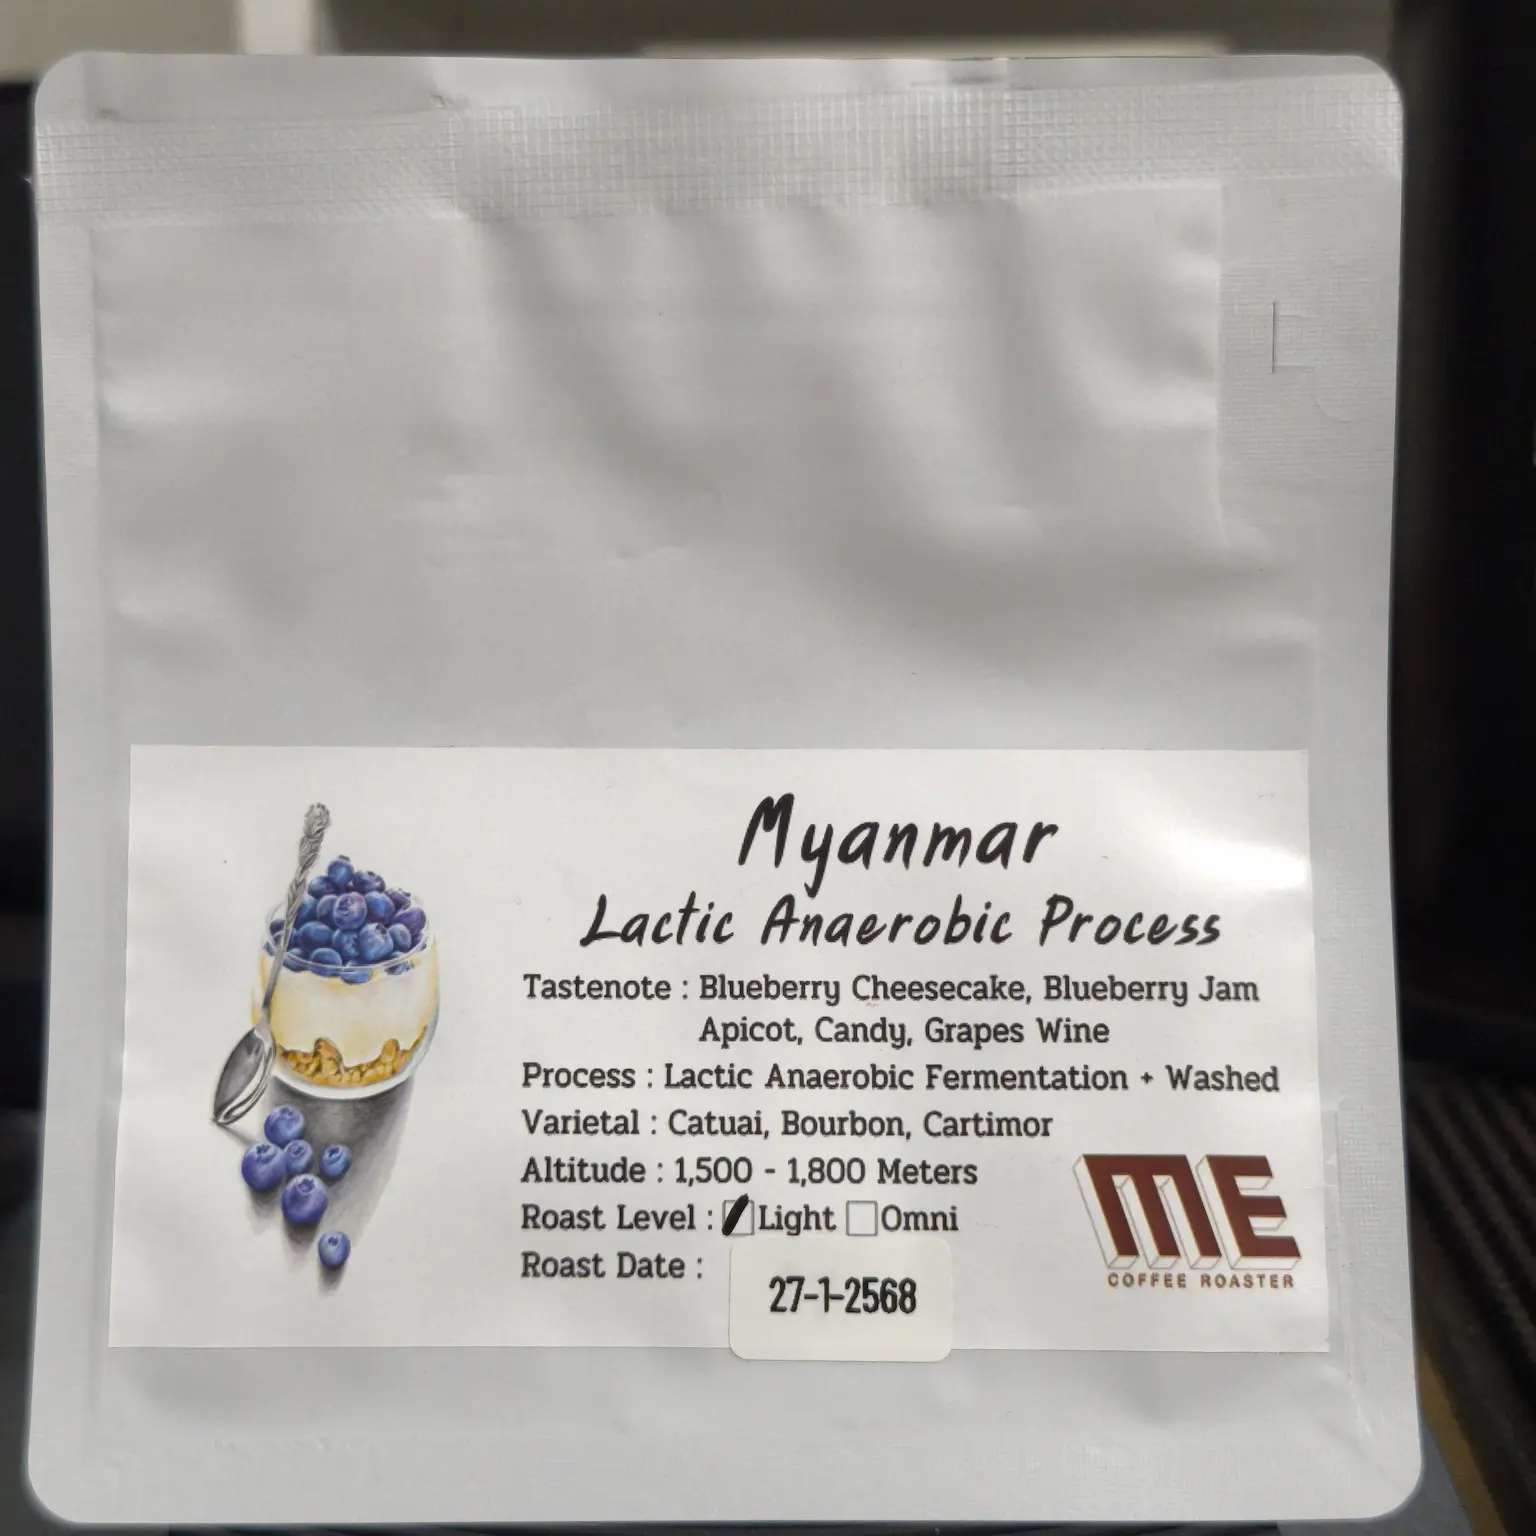 Myanmar
Lactic Anaerobic Process
Tastenote : Blueberry Cheesecake, Blueberry Jam
Apicot, Candy, Grapes Wine
Process : Lactic Anaerobic Fermentation + Washed
Varietal : Catuai, Bourbon, Cartimor
Altitude : 1,500 - 1,800 Meters
Roast Level : Light Omni
Roast Date : 27-1-2568
ME
COFFEE ROASTER